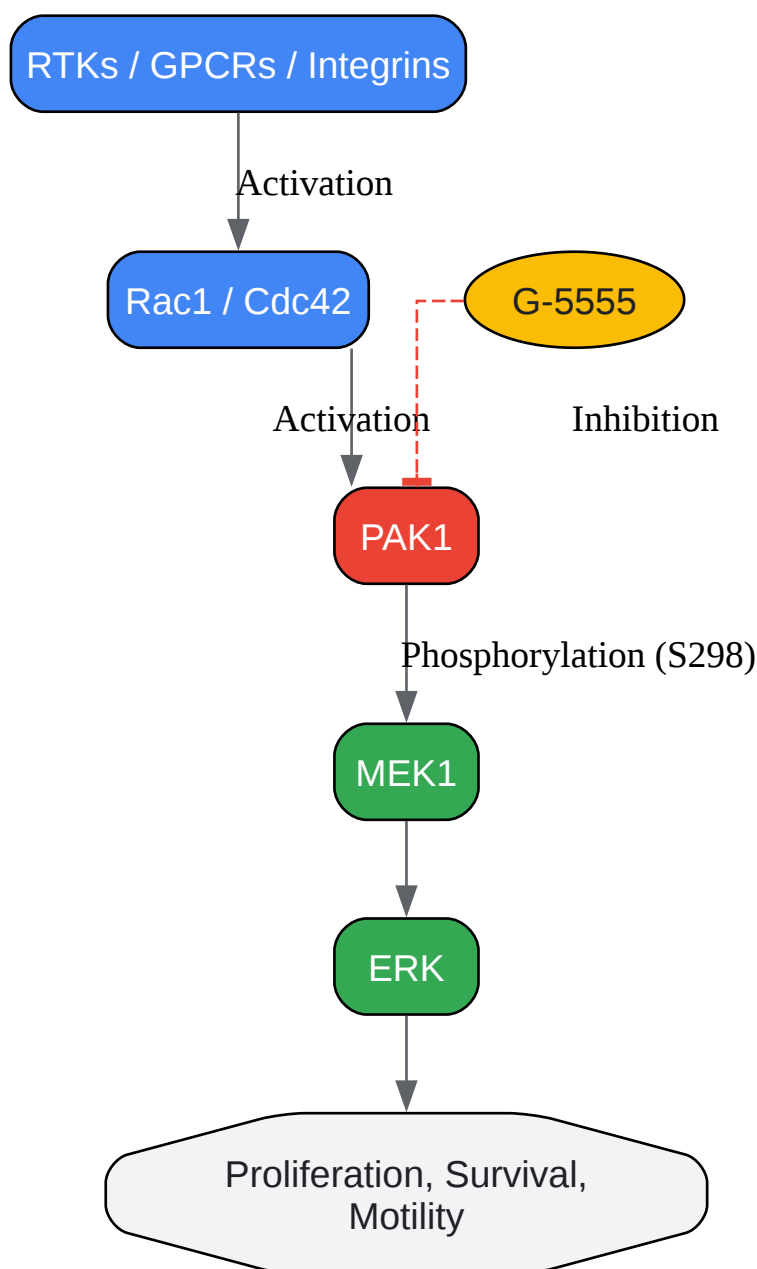 RTKs / GPCRs / Integrins
Activation
Rac1 / Cdc42
G-5555
Activation
Inhibition
PAK1
Phosphorylation (S298)
MEK1
ERK
Proliferation, Survival,
Motility